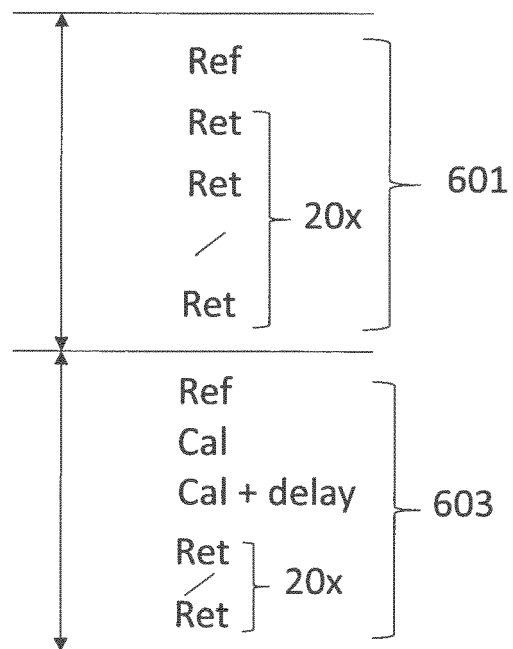 Ref
Ret
Ret
601
20x
Ret
Ref
Cal
Cal + delay
603
Ret
20x
Ret